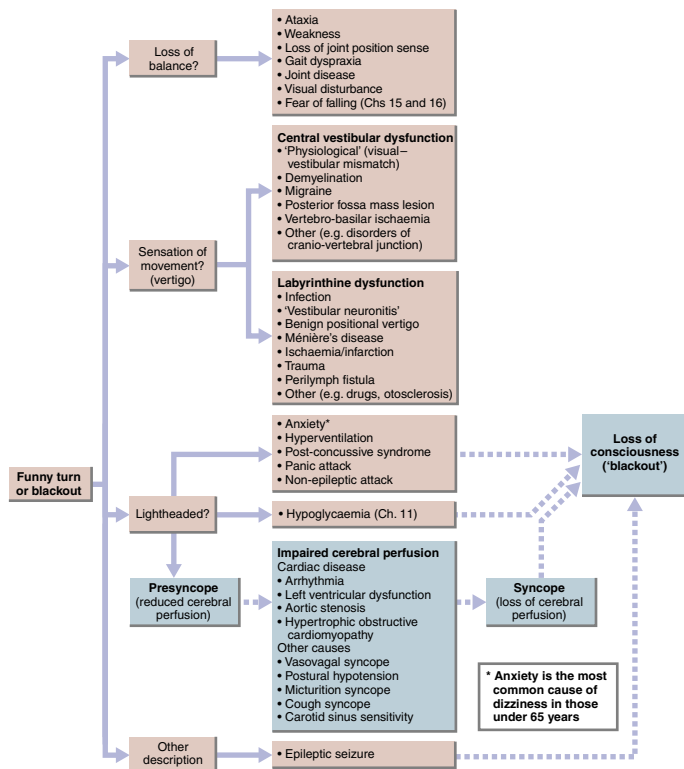 Funny turn
or blackout
Loss of
balance?
• Ataxia
• Weakness
• Loss of joint position sense
• Gait dyspraxia
• Joint disease
• Visual disturbance
• Fear of falling (Chs 15 and 16)
Sensation of
movement?
(vertigo)
Central vestibular dysfunction
• 'Physiological' (visual–
vestibular mismatch)
• Demyelination
• Migraine
• Posterior fossa mass lesion
• Vertebro-basilar ischaemia
• Other (e.g. disorders of
cranio-vertebral junction)
Labyrinthine dysfunction
• Infection
• 'Vestibular neuronitis'
• Benign positional vertigo
• Ménière's disease
• Ischaemia/infarction
• Trauma
• Perilymph fistula
• Other (e.g. drugs, otosclerosis)
Lightheaded?
• Anxiety*
• Hyperventilation
• Post-concussive syndrome
• Panic attack
• Non-epileptic attack
• Hypoglycaemia (Ch. 11)
Presyncope
(reduced cerebral
perfusion)
Impaired cerebral perfusion
Cardiac disease
• Arrhythmia
• Left ventricular dysfunction
• Aortic stenosis
• Hypertrophic obstructive
cardiomyopathy
Other causes
• Vasovagal syncope
• Postural hypotension
• Micturition syncope
• Cough syncope
• Carotid sinus sensitivity
Syncope
(loss of cerebral
perfusion)
Loss of
consciousness
('blackout')
Other
description
• Epileptic seizure
* Anxiety is the most
common cause of
dizziness in those
under 65 years